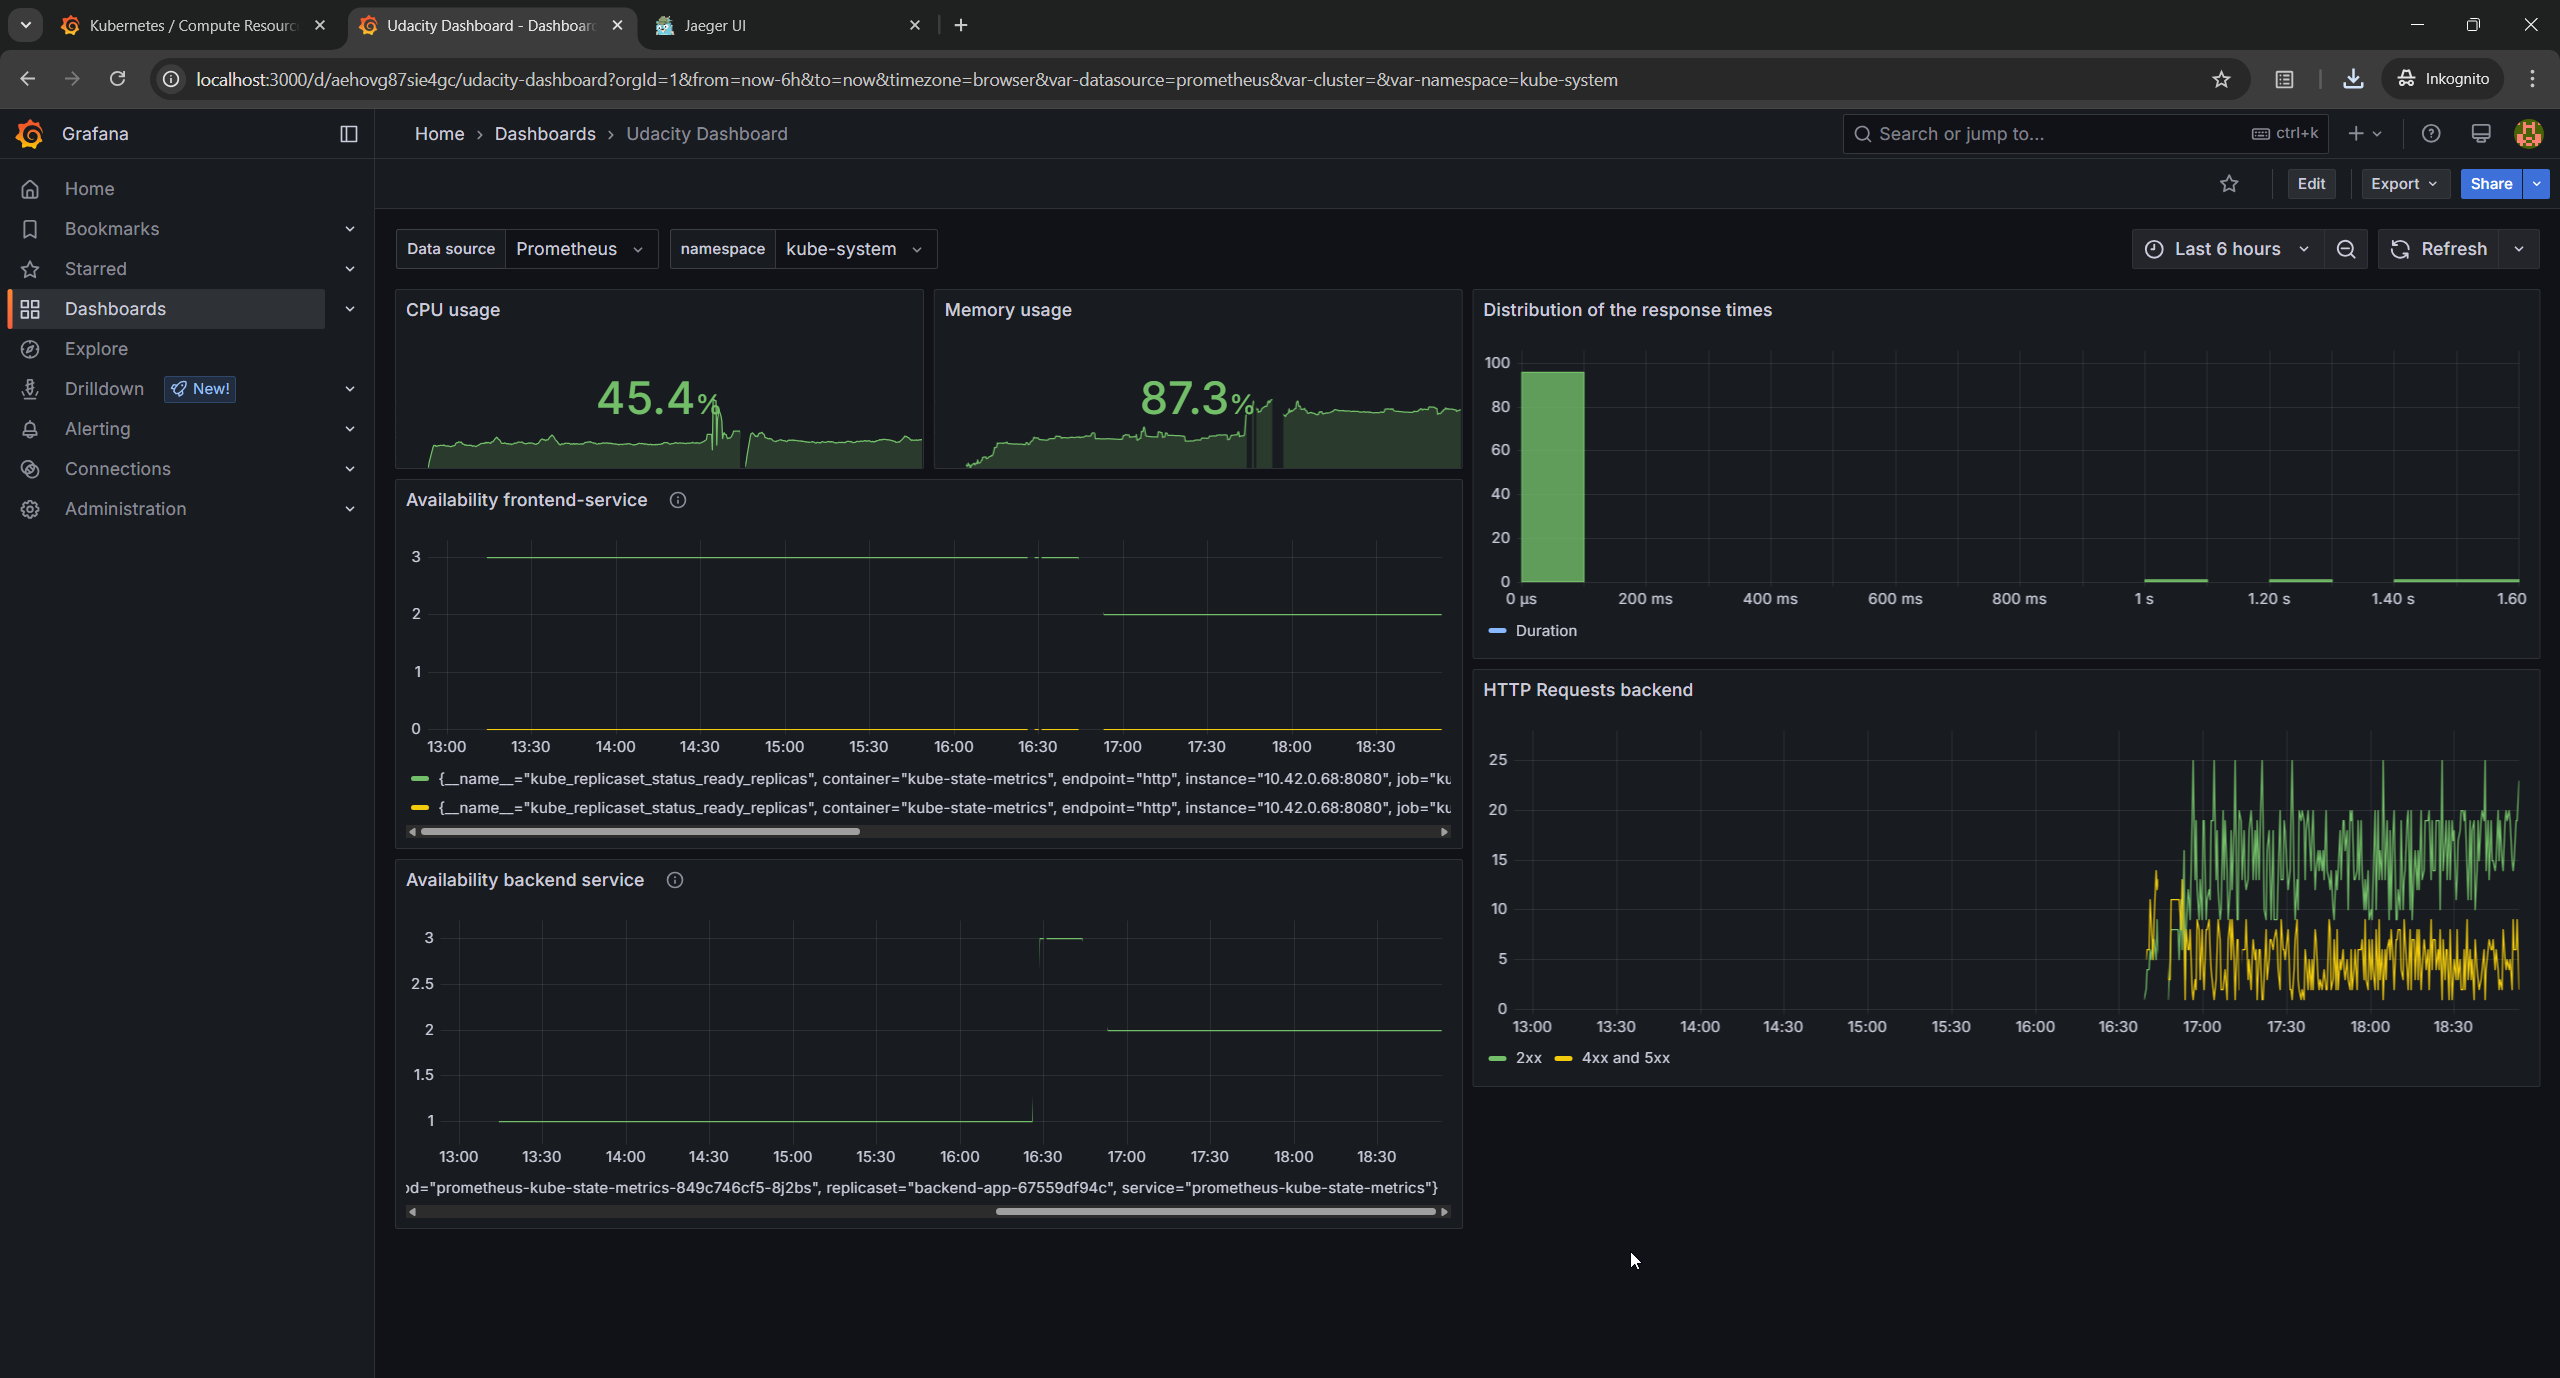 Kubernetes / Compute Resourc
Udacity Dashboard - Dashboar
Jaeger UI
localhost:3000/d/aehovg87sie4gc/udacity-dashboard?orgId=1&from=now-6h&to=now&timezone=browser&var-datasource=prometheus&var-cluster=&var-namespace=kube-system
Inkognito
Grafana
Home › Dashboards › Udacity Dashboard
Search or jump to...
ctrl+k
Home
Bookmarks
Starred
Dashboards
Explore
Drilldown
New!
Alerting
Connections
Administration
Edit
Export
Share
Data source
Prometheus
namespace
kube-system
Last 6 hours
Refresh
CPU usage
45.4%
Memory usage
87.3%
Availability frontend-service
3
2
1
0
13:00 13:30 14:00 14:30 15:00 15:30 16:00 16:30 17:00 17:30 18:00 18:30
{__name__="kube_replicaset_status_ready_replicas", container="kube-state-metrics", endpoint="http", instance="10.42.0.68:8080", job="ku
{__name__="kube_replicaset_status_ready_replicas", container="kube-state-metrics", endpoint="http", instance="10.42.0.68:8080", job="ku
Availability backend service
3
2.5
2
1.5
1
13:00 13:30 14:00 14:30 15:00 15:30 16:00 16:30 17:00 17:30 18:00 18:30
od="prometheus-kube-state-metrics-849c746cf5-8j2bs", replicaset="backend-app-67559df94c", service="prometheus-kube-state-metrics"}
Distribution of the response times
100
80
60
40
20
0
0 µs 200 ms 400 ms 600 ms 800 ms 1 s 1.20 s 1.40 s 1.60
Duration
HTTP Requests backend
25
20
15
10
5
0
13:00 13:30 14:00 14:30 15:00 15:30 16:00 16:30 17:00 17:30 18:00 18:30
2xx 4xx and 5xx